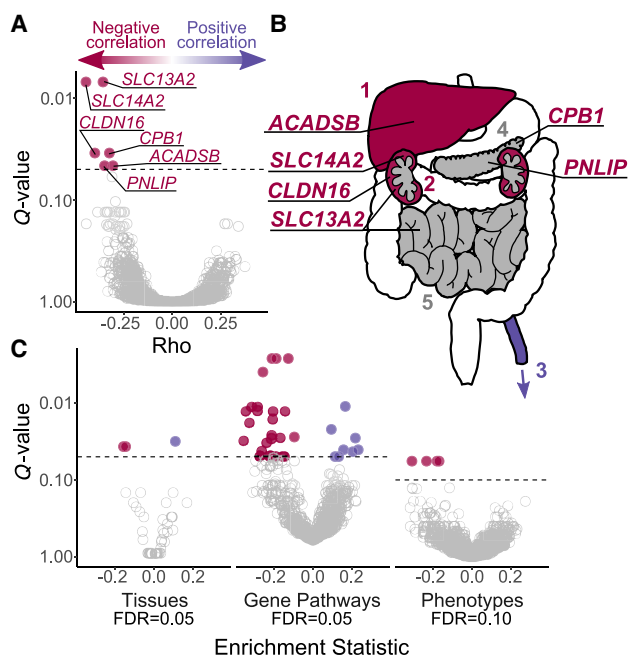 A
Negative correlation
Positive correlation
SLC13A2
SLC14A2
CLDN16
CPB1
ACADSB
PNLIP
0.01
0.10
1.00
Q-value
-0.25
0.00
0.25
Rho
B
1
ACADSB
SLC14A2
CLDN16
SLC13A2
2
4
CPB1
PNLIP
5
3
C
0.01
0.10
1.00
Q-value
-0.2
0.0
0.2
-0.2
0.0
0.2
-0.2
0.0
0.2
Tissues
FDR=0.05
Gene Pathways
FDR=0.05
Phenotypes
FDR=0.10
Enrichment Statistic